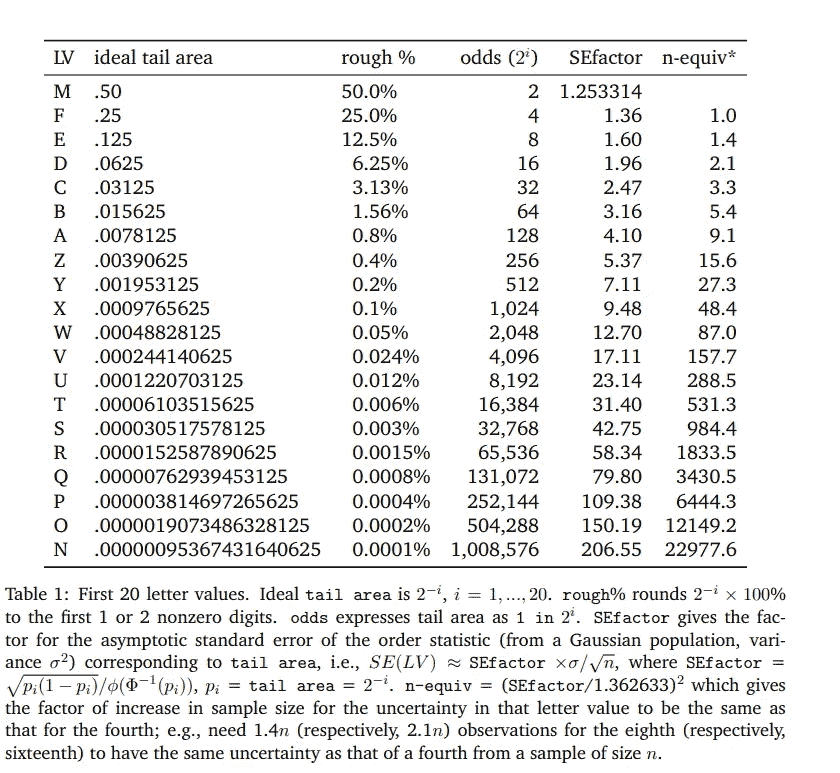 LV ideal tail area rough % odds (2^i) SEfactor n-equiv*
M .50 50.0% 2 1.253314
F .25 25.0% 4 1.36 1.0
E .125 12.5% 8 1.60 1.4
D .0625 6.25% 16 1.96 2.1
C .03125 3.13% 32 2.47 3.3
B .015625 1.56% 64 3.16 5.4
A .0078125 0.8% 128 4.10 9.1
Z .00390625 0.4% 256 5.37 15.6
Y .001953125 0.2% 512 7.11 27.3
X .0009765625 0.1% 1,024 9.48 48.4
W .00048828125 0.05% 2,048 12.70 87.0
V .000244140625 0.024% 4,096 17.11 157.7
U .0001220703125 0.012% 8,192 23.14 288.5
T .00006103515625 0.006% 16,384 31.40 531.3
S .000030517578125 0.003% 32,768 42.75 984.4
R .0000152587890625 0.0015% 65,536 58.34 1833.5
Q .00000762939453125 0.0008% 131,072 79.80 3430.5
P .000003814697265625 0.0004% 252,144 109.38 6444.3
O .0000019073486328125 0.0002% 504,288 150.19 12149.2
N .00000095367431640625 0.0001% 1,008,576 206.55 22977.6
Table 1: First 20 letter values. Ideal tail area is 2^−i, i = 1, ..., 20. rough% rounds 2^−i × 100%
to the first 1 or 2 nonzero digits. odds expresses tail area as 1 in 2^i. SEfactor gives the fac-
tor for the asymptotic standard error of the order statistic (from a Gaussian population, vari-
ance σ²) corresponding to tail area, i.e., SE(LV) ≈ SEfactor ×σ/√n, where SEfactor =
√(p_i(1 − p_i))/ϕ(Φ^−1(p_i)), p_i = tail area = 2^−i. n-equiv = (SEfactor/1.362633)² which gives
the factor of increase in sample size for the uncertainty in that letter value to be the same as
that for the fourth; e.g., need 1.4n (respectively, 2.1n) observations for the eighth (respectively,
sixteenth) to have the same uncertainty as that of a fourth from a sample of size n.